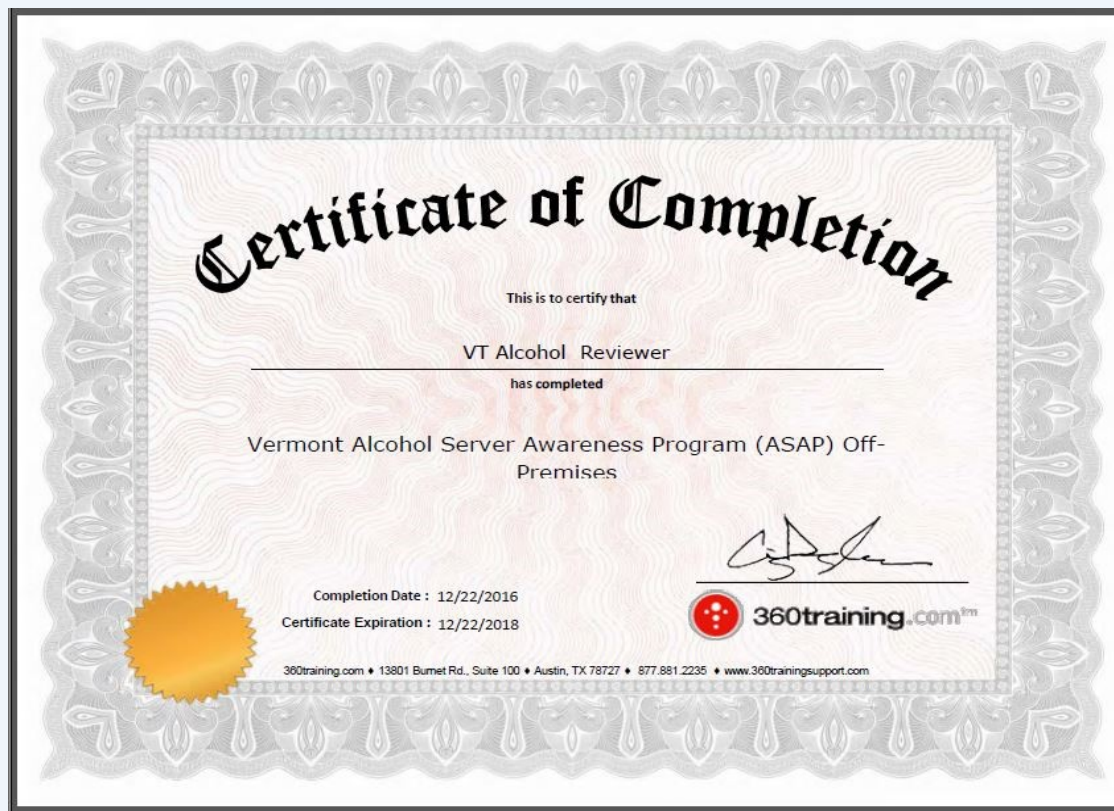 Certificate of Completion
This is to certify that
VT Alcohol Reviewer
has completed
Vermont Alcohol Server Awareness Program (ASAP) Off-
Premises
Completion Date : 12/22/2016
Certificate Expiration : 12/22/2018
360training.com™
360training.com ♦ 13801 Burnet Rd., Suite 100 ♦ Austin, TX 78727 ♦ 877.881.2235 ♦ www.360trainingsupport.com